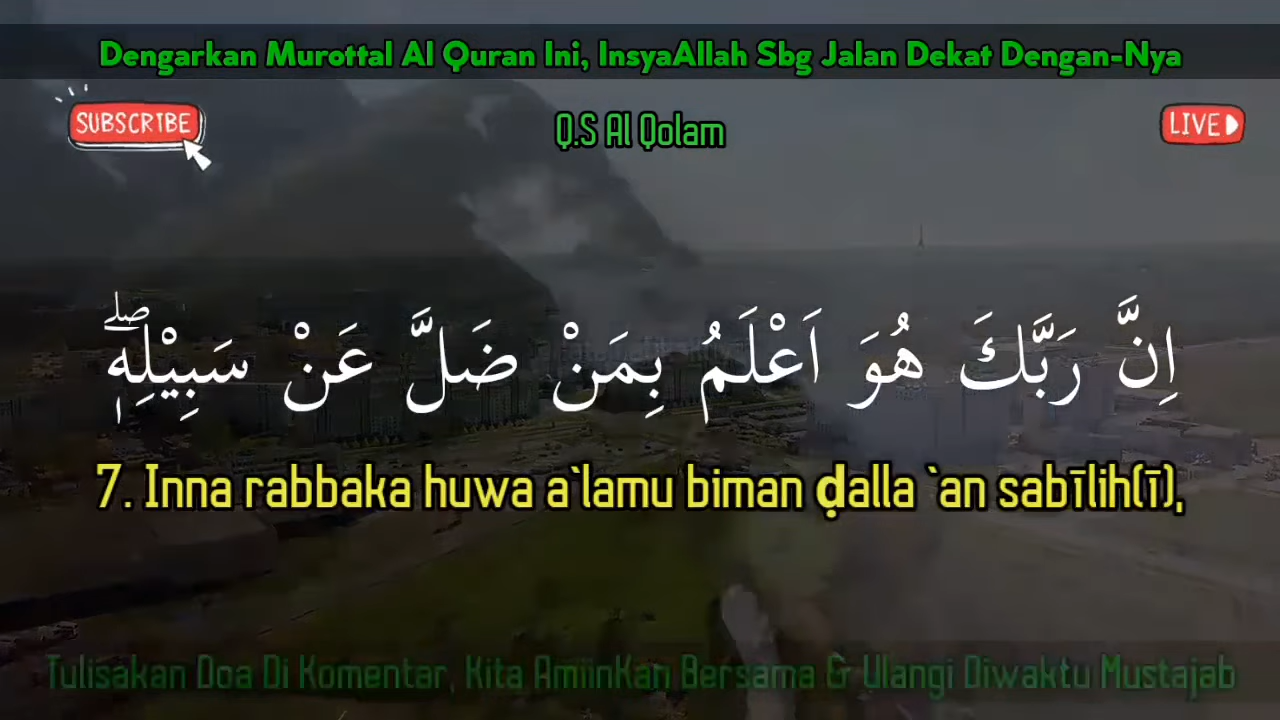 Dengarkan Murottal Al Quran Ini, InsyaAllah Sbg Jalan Dekat Dengan-Nya
SUBSCRIBE
Q.S Al Qolam
LIVE
اِنَّ رَبَّكَ هُوَ اَعْلَمُ بِمَنْ ضَلَّ عَنْ سَبِيْلِهٖۖ
7. Inna rabbaka huwa a`lamu biman ḍalla `an sabīlih(ī),
Tulisakan Doa Di Komentar, Kita AmiinKan Bersama & Ulangi Diwaktu Mustajab